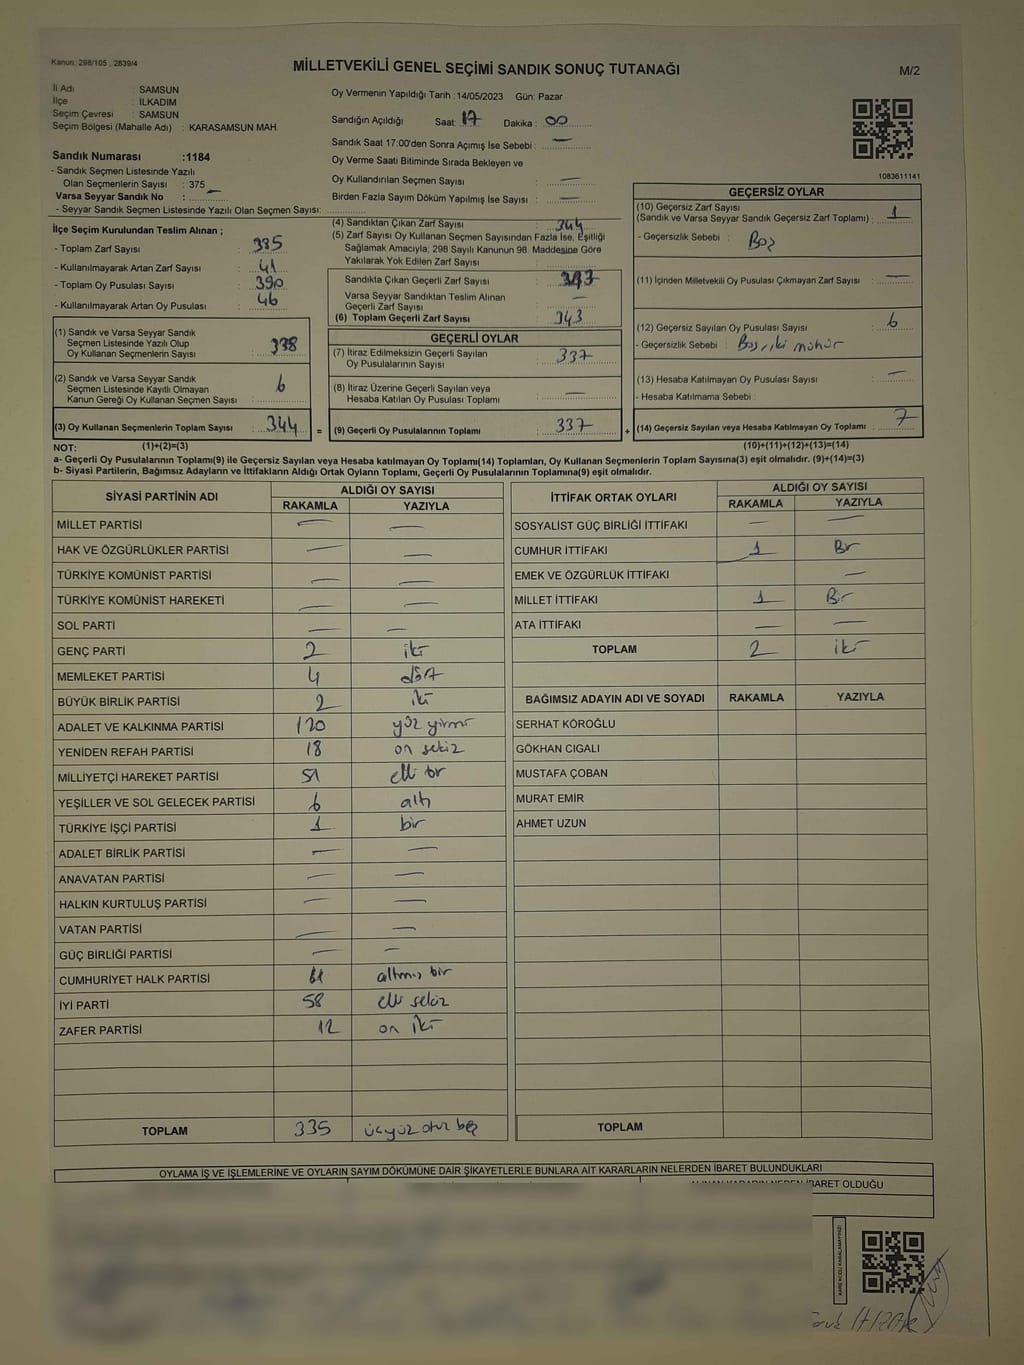 Kanun: 298/105 , 2839/4
MİLLETVEKİLİ GENEL SEÇİMİ SANDIK SONUÇ TUTANAĞI
M/2
İl Adı : SAMSUN
İlçe : İLKADIM
Seçim Çevresi : SAMSUN
Seçim Bölgesi (Mahalle Adı) : KARASAMSUN MAH.
Sandık Numarası :1184
- Sandık Seçmen Listesinde Yazılı
Olan Seçmenlerin Sayısı : 375
Varsa Seyyar Sandık No : —
- Seyyar Sandık Seçmen Listesinde Yazılı Olan Seçmen Sayısı:
İlçe Seçim Kurulundan Teslim Alınan ;
- Toplam Zarf Sayısı : 385
- Kullanılmayarak Artan Zarf Sayısı : 41
- Toplam Oy Pusulası Sayısı : 390
- Kullanılmayarak Artan Oy Pusulası : 46
(1) Sandık ve Varsa Seyyar Sandık
Seçmen Listesinde Yazılı Olup
Oy Kullanan Seçmenlerin Sayısı : 338
(2) Sandık ve Varsa Seyyar Sandık
Seçmen Listesinde Kayıtlı Olmayan
Kanun Gereği Oy Kullanan Seçmen Sayısı : 6
(3) Oy Kullanan Seçmenlerin Toplam Sayısı : 344 =
Oy Vermenin Yapıldığı Tarih :14/05/2023 Gün: Pazar
Sandığın Açıldığı Saat: 17 Dakika : 00
Sandık Saat 17:00'den Sonra Açımış İse Sebebi : —
Oy Verme Saati Bitiminde Sırada Bekleyen ve
Oy Kullandırılan Seçmen Sayısı : —
Birden Fazla Sayım Döküm Yapılmış İse Sayısı : —
(4) Sandıktan Çıkan Zarf Sayısı : 344
(5) Zarf Sayısı Oy Kullanan Seçmen Sayısından Fazla İse, Eşitliği
Sağlamak Amacıyla; 298 Sayılı Kanunun 98. Maddesine Göre
Yakılarak Yok Edilen Zarf Sayısı :
Sandıkta Çıkan Geçerli Zarf Sayısı : 343
Varsa Seyyar Sandıktan Teslim Alınan
Geçerli Zarf Sayısı : —
(6) Toplam Geçerli Zarf Sayısı : 343
GEÇERLİ OYLAR
(7) İtiraz Edilmeksizin Geçerli Sayılan
Oy Pusulalarının Sayısı : 337
(8) İtiraz Üzerine Geçerli Sayılan veya
Hesaba Katılan Oy Pusulası Toplamı : —
(9) Geçerli Oy Pusulalarının Toplamı : 337 +
1083611141
GEÇERSİZ OYLAR
(10) Geçersiz Zarf Sayısı
(Sandık ve Varsa Seyyar Sandık Geçersiz Zarf Toplamı) : 1
- Geçersizlik Sebebi : Boş
(11) İçinden Milletvekili Oy Pusulası Çıkmayan Zarf Sayısı : —
(12) Geçersiz Sayılan Oy Pusulası Sayısı : 6
- Geçersizlik Sebebi : Boş, iki mühür
(13) Hesaba Katılmayan Oy Pusulası Sayısı : —
- Hesaba Katılmama Sebebi :
(14) Geçersiz Sayılan veya Hesaba Katılmayan Oy Toplamı : 7
NOT: (1)+(2)=(3) (10)+(11)+(12)+(13)=(14)
a- Geçerli Oy Pusulalarının Toplamı(9) ile Geçersiz Sayılan veya Hesaba katılmayan Oy Toplamı(14) Toplamları, Oy Kullanan Seçmenlerin Toplam Sayısına(3) eşit olmalıdır. (9)+(14)=(3)
b- Siyasi Partilerin, Bağımsız Adayların ve İttifakların Aldığı Ortak Oyların Toplamı, Geçerli Oy Pusulalarının Toplamına(9) eşit olmalıdır.
SİYASİ PARTİNİN ADI ALDIĞI OY SAYISI
RAKAMLA YAZIYLA
MİLLET PARTİSİ — —
HAK VE ÖZGÜRLÜKLER PARTİSİ — —
TÜRKİYE KOMÜNİST PARTİSİ — —
TÜRKİYE KOMÜNİST HAREKETİ — —
SOL PARTİ — —
GENÇ PARTİ 2 iki
MEMLEKET PARTİSİ 4 dört
BÜYÜK BİRLİK PARTİSİ 2 iki
ADALET VE KALKINMA PARTİSİ 120 yüz yirmi
YENİDEN REFAH PARTİSİ 18 on sekiz
MİLLİYETÇİ HAREKET PARTİSİ 51 elli bir
YEŞİLLER VE SOL GELECEK PARTİSİ 6 altı
TÜRKİYE İŞÇİ PARTİSİ 1 bir
ADALET BİRLİK PARTİSİ — —
ANAVATAN PARTİSİ — —
HALKIN KURTULUŞ PARTİSİ — —
VATAN PARTİSİ — —
GÜÇ BİRLİĞİ PARTİSİ — —
CUMHURİYET HALK PARTİSİ 61 altmış bir
İYİ PARTİ 58 elli sekiz
ZAFER PARTİSİ 12 on iki
TOPLAM 335 üçyüz otuz beş
İTTİFAK ORTAK OYLARI ALDIĞI OY SAYISI
RAKAMLA YAZIYLA
SOSYALİST GÜÇ BİRLİĞİ İTTİFAKI — —
CUMHUR İTTİFAKI 1 Bir
EMEK VE ÖZGÜRLÜK İTTİFAKI —
MİLLET İTTİFAKI 1 Bir
ATA İTTİFAKI — —
TOPLAM 2 iki
BAĞIMSIZ ADAYIN ADI VE SOYADI RAKAMLA YAZIYLA
SERHAT KÖROĞLU
GÖKHAN CIGALI
MUSTAFA ÇOBAN
MURAT EMİR
AHMET UZUN
TOPLAM
OYLAMA İŞ VE İŞLEMLERİNE VE OYLARIN SAYIM DÖKÜMÜNE DAİR ŞİKAYETLERLE BUNLARA AİT KARARLARIN NELERDEN İBARET BULUNDUKLARI
İBARET OLDUĞU
KARE KODU KARALAMAYINIZ!